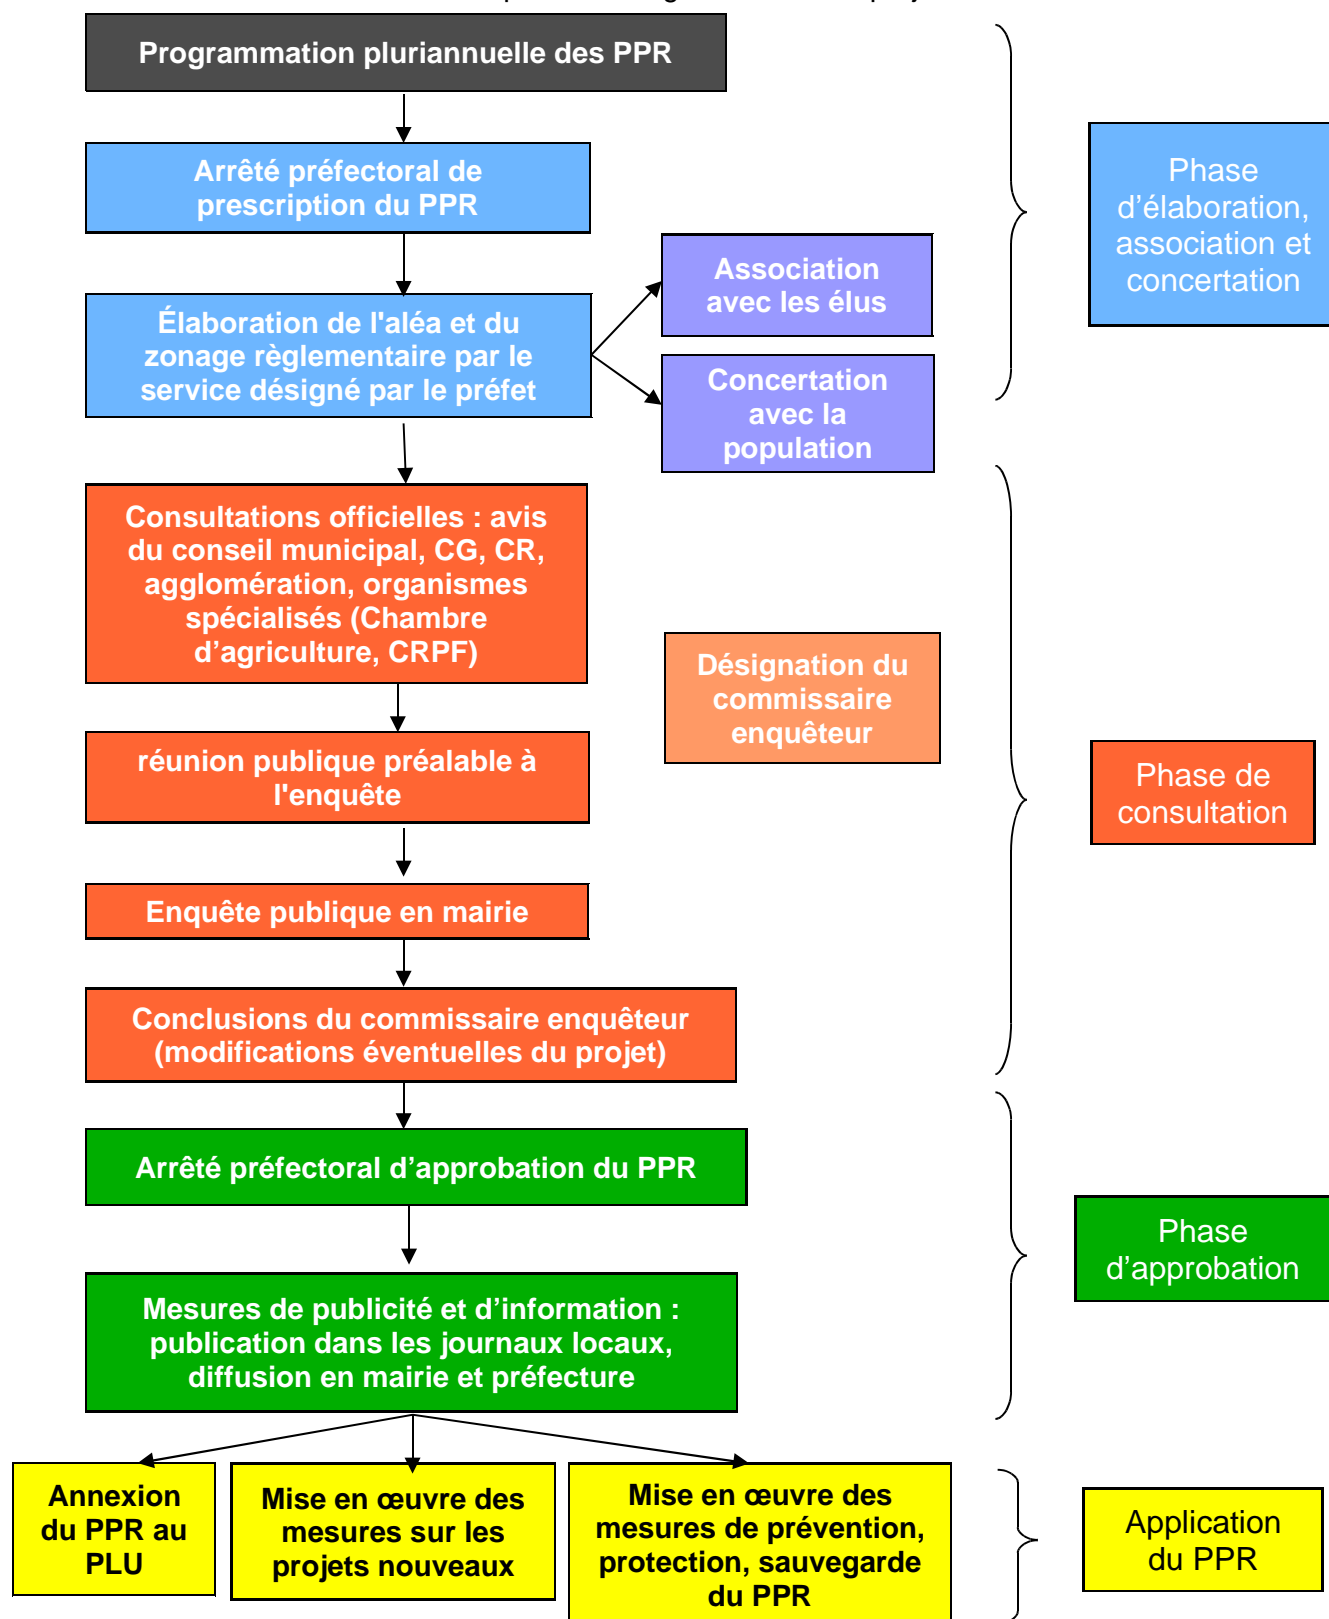 Programmation pluriannuelle des PPR
Arrêté préfectoral de
prescription du PPR
Élaboration de l'aléa et du
zonage règlementaire par le
service désigné par le préfet
Association
avec les élus
Concertation
avec la
population
Phase
d’élaboration,
association et
concertation
Consultations officielles : avis
du conseil municipal, CG, CR,
agglomération, organismes
spécialisés (Chambre
d’agriculture, CRPF)
Désignation du
commissaire
enquêteur
réunion publique préalable à
l'enquête
Enquête publique en mairie
Conclusions du commissaire enquêteur
(modifications éventuelles du projet)
Phase de
consultation
Arrêté préfectoral d’approbation du PPR
Mesures de publicité et d’information :
publication dans les journaux locaux,
diffusion en mairie et préfecture
Phase
d’approbation
Annexion
du PPR au
PLU
Mise en œuvre des
mesures sur les
projets nouveaux
Mise en œuvre des
mesures de prévention,
protection, sauvegarde
du PPR
Application
du PPR